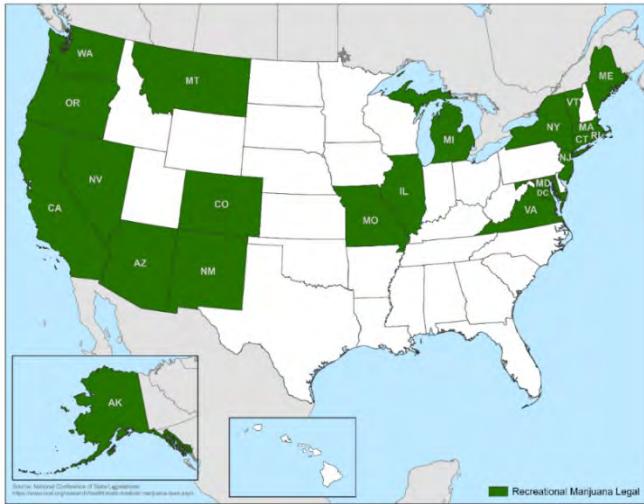 WA
MT
ME
OR
VT
NY
MA
MI
CT
RI
NJ
NV
IL
MD
DC
CO
CA
MO
VA
AZ
NM
AK
Source: National Conference of State Legislatures
Recreational Marijuana Legal